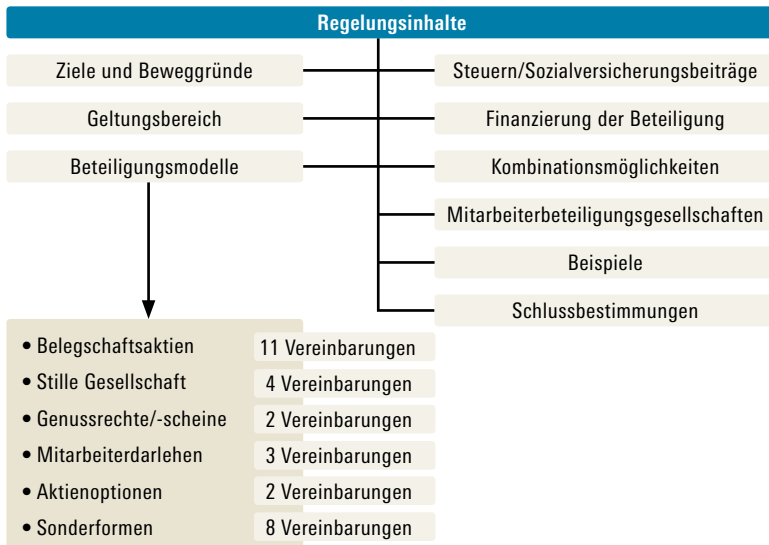 Regelungsinhalte
Ziele und Beweggründe
Steuern/Sozialversicherungsbeiträge
Geltungsbereich
Finanzierung der Beteiligung
Beteiligungsmodelle
Kombinationsmöglichkeiten
Mitarbeiterbeteiligungsgesellschaften
Beispiele
Schlussbestimmungen
• Belegschaftsaktien 11 Vereinbarungen
• Stille Gesellschaft 4 Vereinbarungen
• Genussrechte/-scheine 2 Vereinbarungen
• Mitarbeiterdarlehen 3 Vereinbarungen
• Aktienoptionen 2 Vereinbarungen
• Sonderformen 8 Vereinbarungen